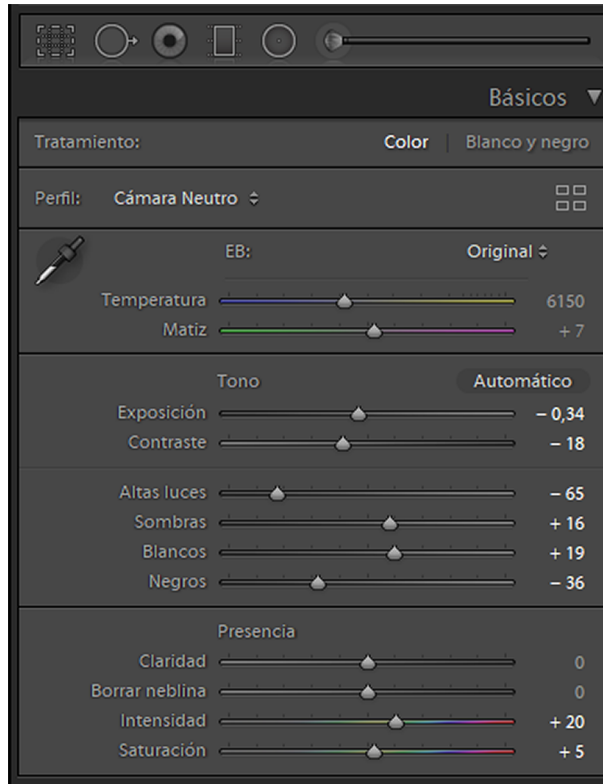 Básicos
Tratamiento: Color Blanco y negro
Perfil: Cámara Neutro
EB: Original
Temperatura 6150
Matiz + 7
Tono Automático
Exposición − 0,34
Contraste − 18
Altas luces − 65
Sombras + 16
Blancos + 19
Negros − 36
Presencia
Claridad 0
Borrar neblina 0
Intensidad + 20
Saturación + 5